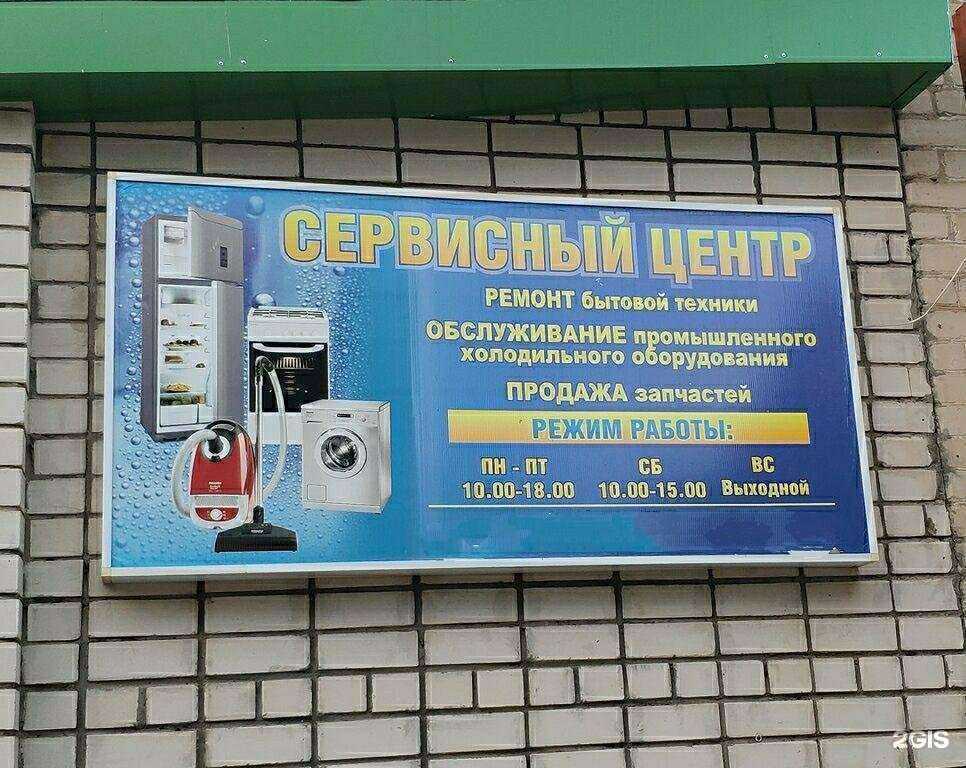 СЕРВИСНЫЙ ЦЕНТР
РЕМОНТ бытовой техники
ОБСЛУЖИВАНИЕ промышленного
холодильного оборудования
ПРОДАЖА запчастей
РЕЖИМ РАБОТЫ:
ПН - ПТ СБ ВС
10.00-18.00 10.00-15.00 Выходной
2GIS